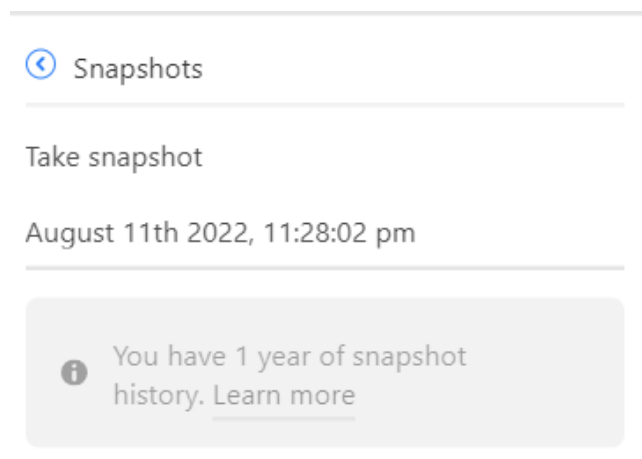 Snapshots
Take snapshot
August 11th 2022, 11:28:02 pm
You have 1 year of snapshot
history. Learn more